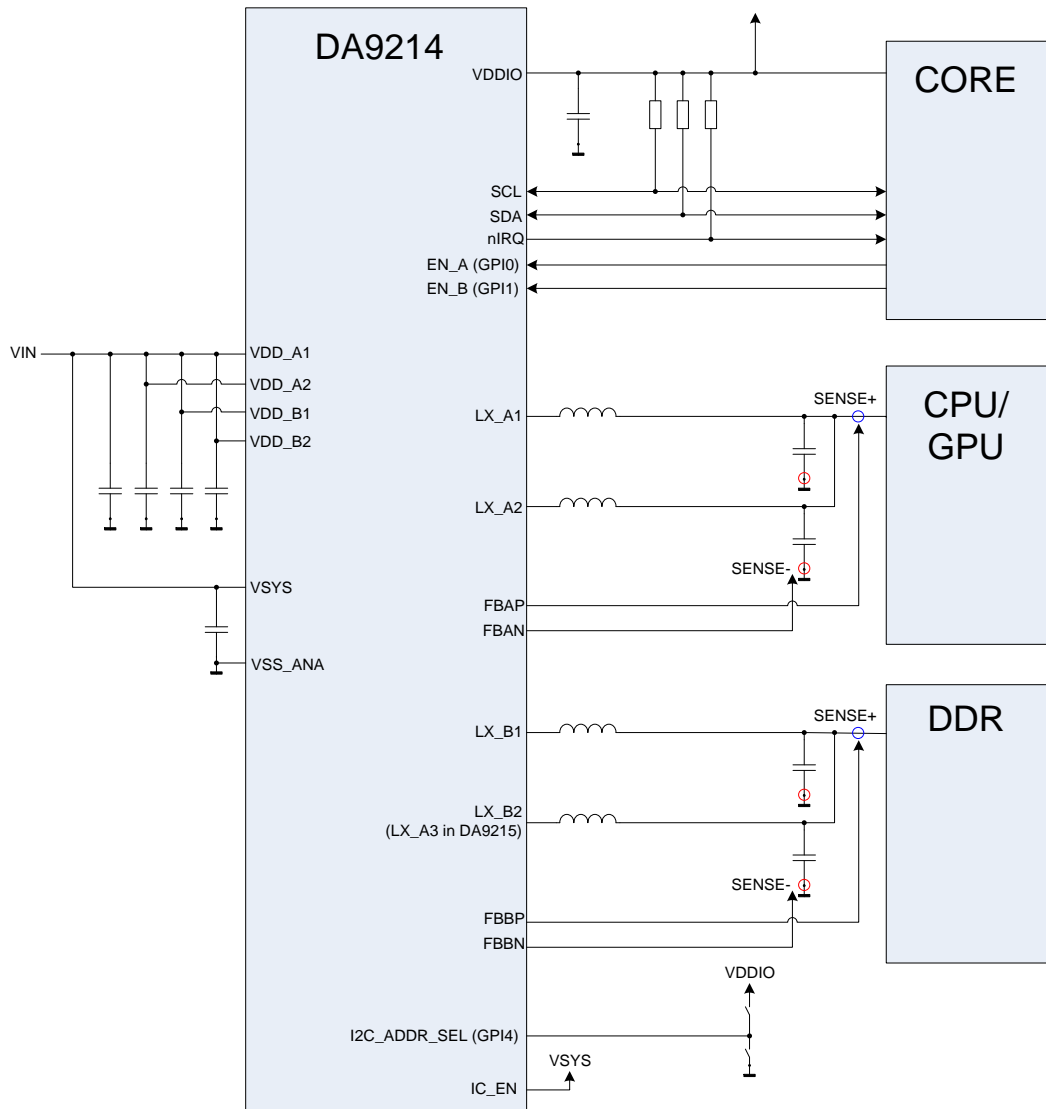 DA9214
VDDIO
CORE
SCL
SDA
nIRQ
EN_A (GPI0)
EN_B (GPI1)
VIN
VDD_A1
VDD_A2
VDD_B1
VDD_B2
LX_A1
SENSE+
CPU/
GPU
LX_A2
SENSE-
VSYS
FBAP
FBAN
VSS_ANA
LX_B1
SENSE+
DDR
LX_B2
(LX_A3 in DA9215)
SENSE-
FBBP
FBBN
VDDIO
I2C_ADDR_SEL (GPI4)
VSYS
IC_EN